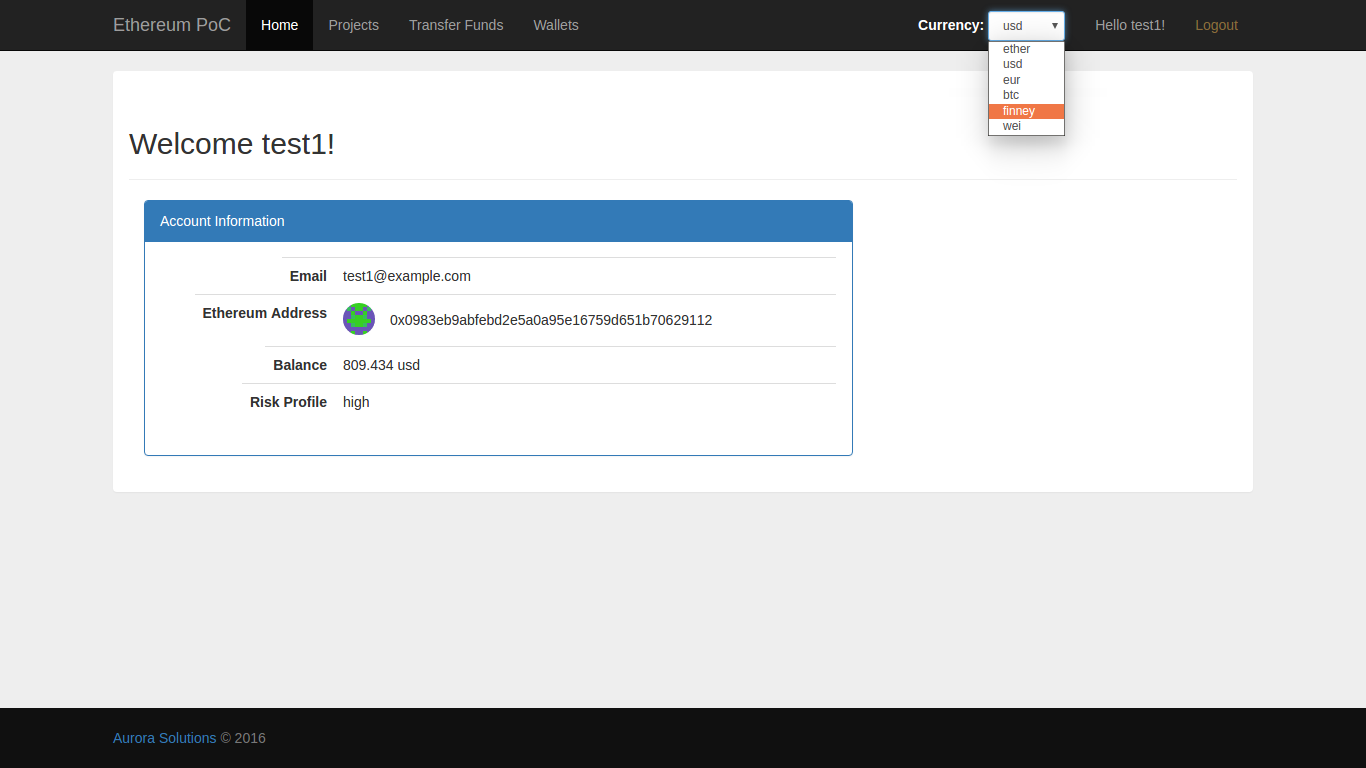 Ethereum PoC Home Projects Transfer Funds Wallets Currency: usd Hello test1! Logout
ether
usd
eur
btc
finney
wei
Welcome test1!
Account Information
Email test1@example.com
Ethereum Address 0x0983eb9abfebd2e5a0a95e16759d651b70629112
Balance 809.434 usd
Risk Profile high
Aurora Solutions © 2016